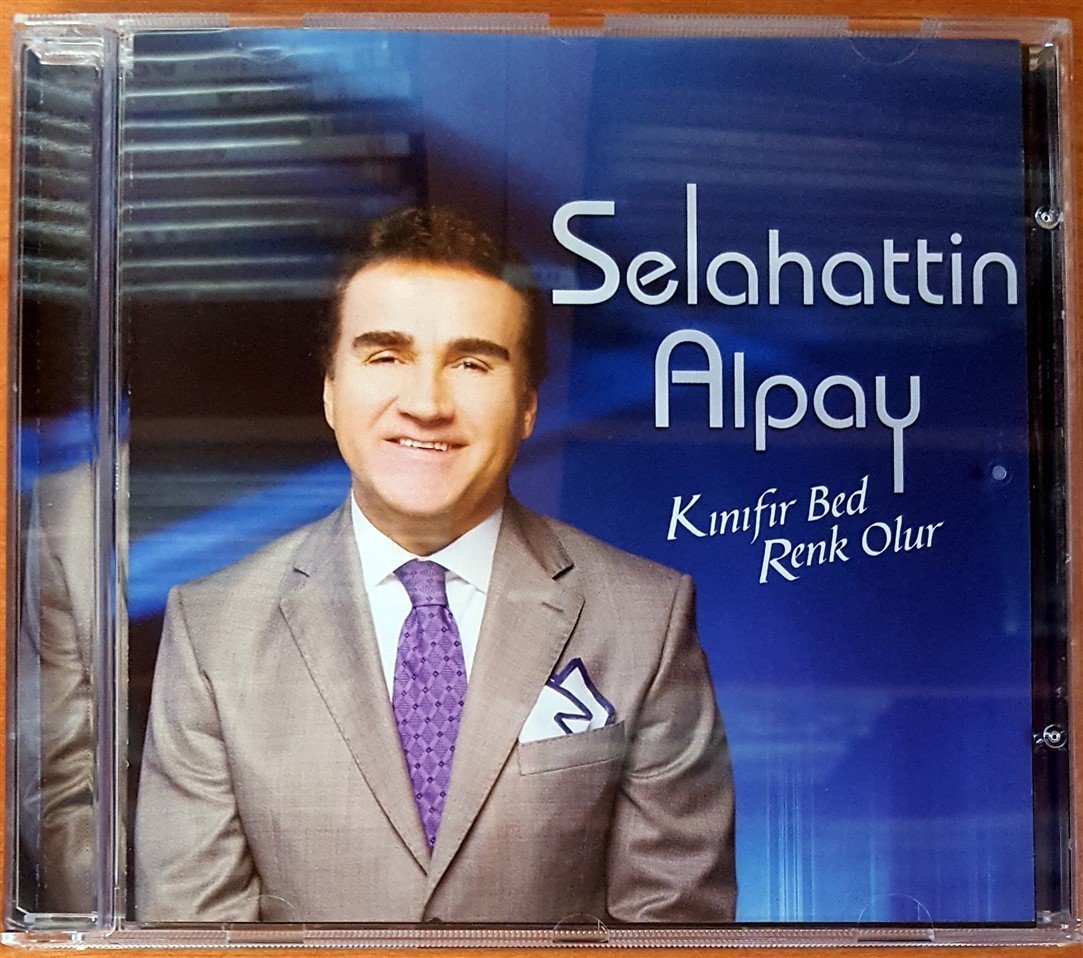 Selahattin
Alpay
Kınıfır Bed
Renk Olur